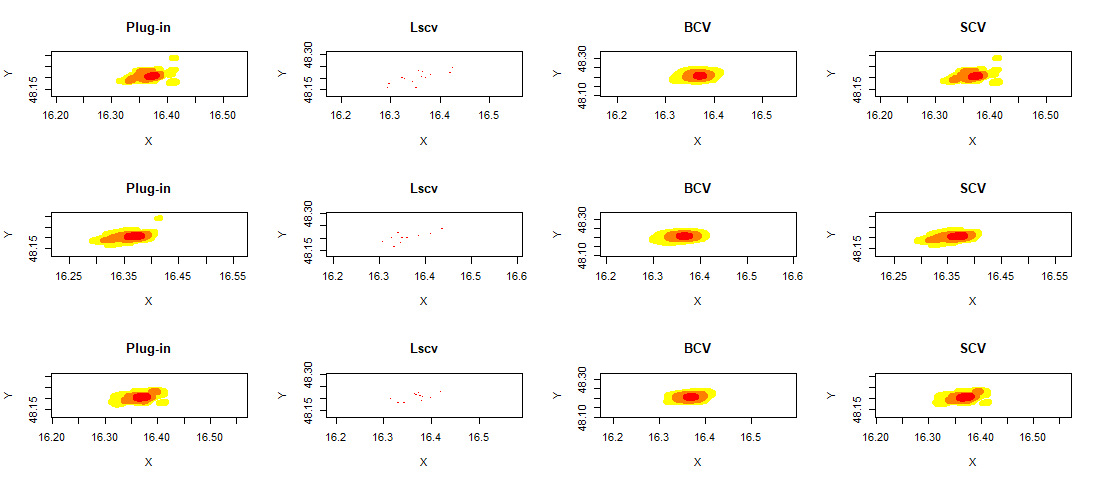 Plug-in Lscv BCV SCV
Y 48.15 Y 48.15 48.30 Y 48.10 48.30 Y 48.15
16.20 16.30 16.40 16.50 16.2 16.3 16.4 16.5 16.2 16.3 16.4 16.5 16.20 16.30 16.40 16.50
X X X X
Plug-in Lscv BCV SCV
Y 48.15 Y 48.15 48.30 Y 48.10 48.30 Y 48.15
16.25 16.35 16.45 16.55 16.2 16.3 16.4 16.5 16.6 16.2 16.3 16.4 16.5 16.6 16.25 16.35 16.45 16.55
X X X X
Plug-in Lscv BCV SCV
Y 48.15 Y 48.15 48.30 Y 48.10 48.30 Y 48.15
16.20 16.30 16.40 16.50 16.2 16.3 16.4 16.5 16.2 16.3 16.4 16.5 16.20 16.30 16.40 16.50
X X X X